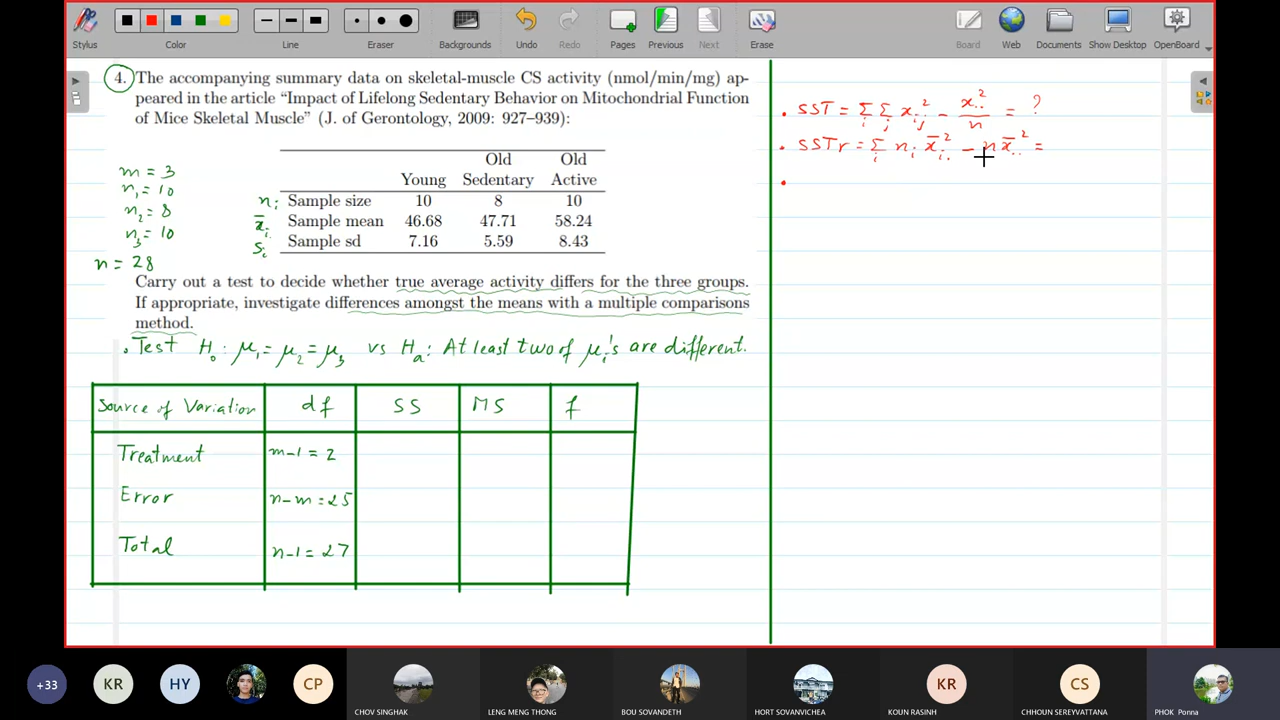 Stylus Color Line Eraser Backgrounds Undo Redo Pages Previous Next Erase Board Web Documents Show Desktop OpenBoard
4. The accompanying summary data on skeletal-muscle CS activity (nmol/min/mg) ap-
peared in the article “Impact of Lifelong Sedentary Behavior on Mitochondrial Function
of Mice Skeletal Muscle” (J. of Gerontology, 2009: 927–939):
m = 3
n₁ = 10
n₂ = 8
n₃ = 10
n = 28
Old Old
Young Sedentary Active
nᵢ Sample size 10 8 10
x̄ᵢ Sample mean 46.68 47.71 58.24
sᵢ Sample sd 7.16 5.59 8.43
Carry out a test to decide whether true average activity differs for the three groups.
If appropriate, investigate differences amongst the means with a multiple comparisons
method.
• Test H₀: μ₁ = μ₂ = μ₃ vs Hₐ: At least two of μᵢ's are different.
Source of Variation df SS MS f
Treatment m-1 = 2
Error n-m = 25
Total n-1 = 27
• SST = Σᵢ Σⱼ xᵢⱼ² - x..²/n = ?
• SSTr = Σᵢ nᵢ x̄ᵢ.² - n x̄..² =
•
+33 KR HY CP CHOV SINGHAK LENG MENG THONG BOU SOVANDETH HORT SOVANVICHEA KR KOUN RASINH CS CHHOUN SEREYVATTANA PHOK Ponna